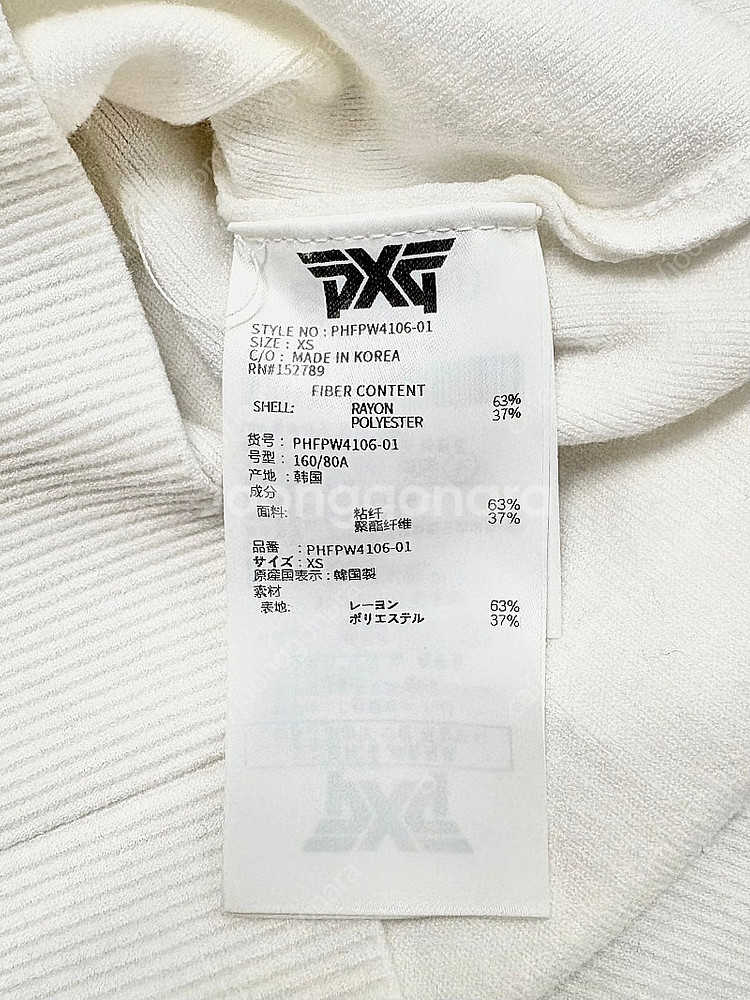 PXG
STYLE NO : PHFPW4106-01
SIZE : XS
C/O : MADE IN KOREA
RN#152789
FIBER CONTENT
SHELL: RAYON 63%
POLYESTER 37%
货号 : PHFPW4106-01
号型 : 160/80A
产地 : 韩国
成分
面料: 粘纤 63%
聚酯纤维 37%
品番 : PHFPW4106-01
サイズ : XS
原産国表示 : 韓国製
素材
表地: レーヨン 63%
ポリエステル 37%
joonggonara